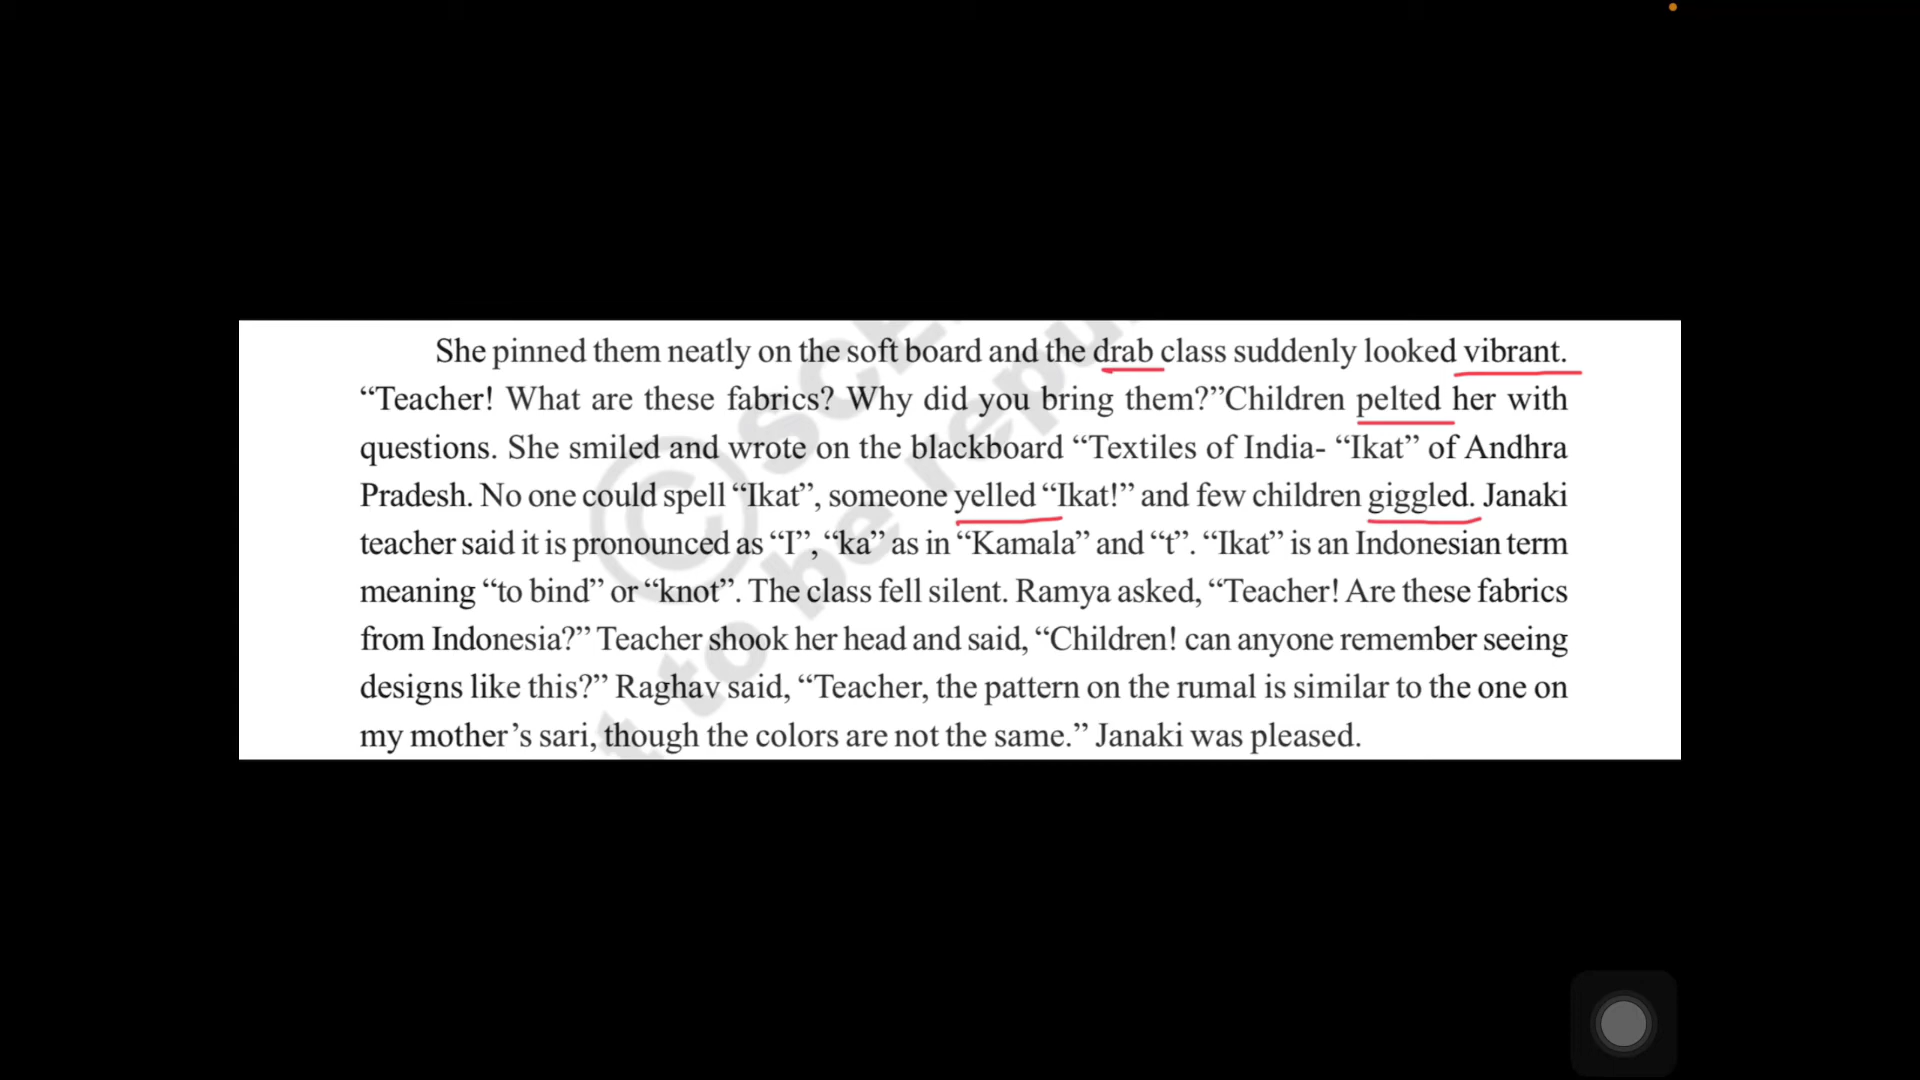 She pinned them neatly on the soft board and the drab class suddenly looked vibrant.
“Teacher! What are these fabrics? Why did you bring them?”Children pelted her with
questions. She smiled and wrote on the blackboard “Textiles of India- “Ikat” of Andhra
Pradesh. No one could spell “Ikat”, someone yelled “Ikat!” and few children giggled. Janaki
teacher said it is pronounced as “I”, “ka” as in “Kamala” and “t”. “Ikat” is an Indonesian term
meaning “to bind” or “knot”. The class fell silent. Ramya asked, “Teacher! Are these fabrics
from Indonesia?” Teacher shook her head and said, “Children! can anyone remember seeing
designs like this?” Raghav said, “Teacher, the pattern on the rumal is similar to the one on
my mother’s sari, though the colors are not the same.” Janaki was pleased.